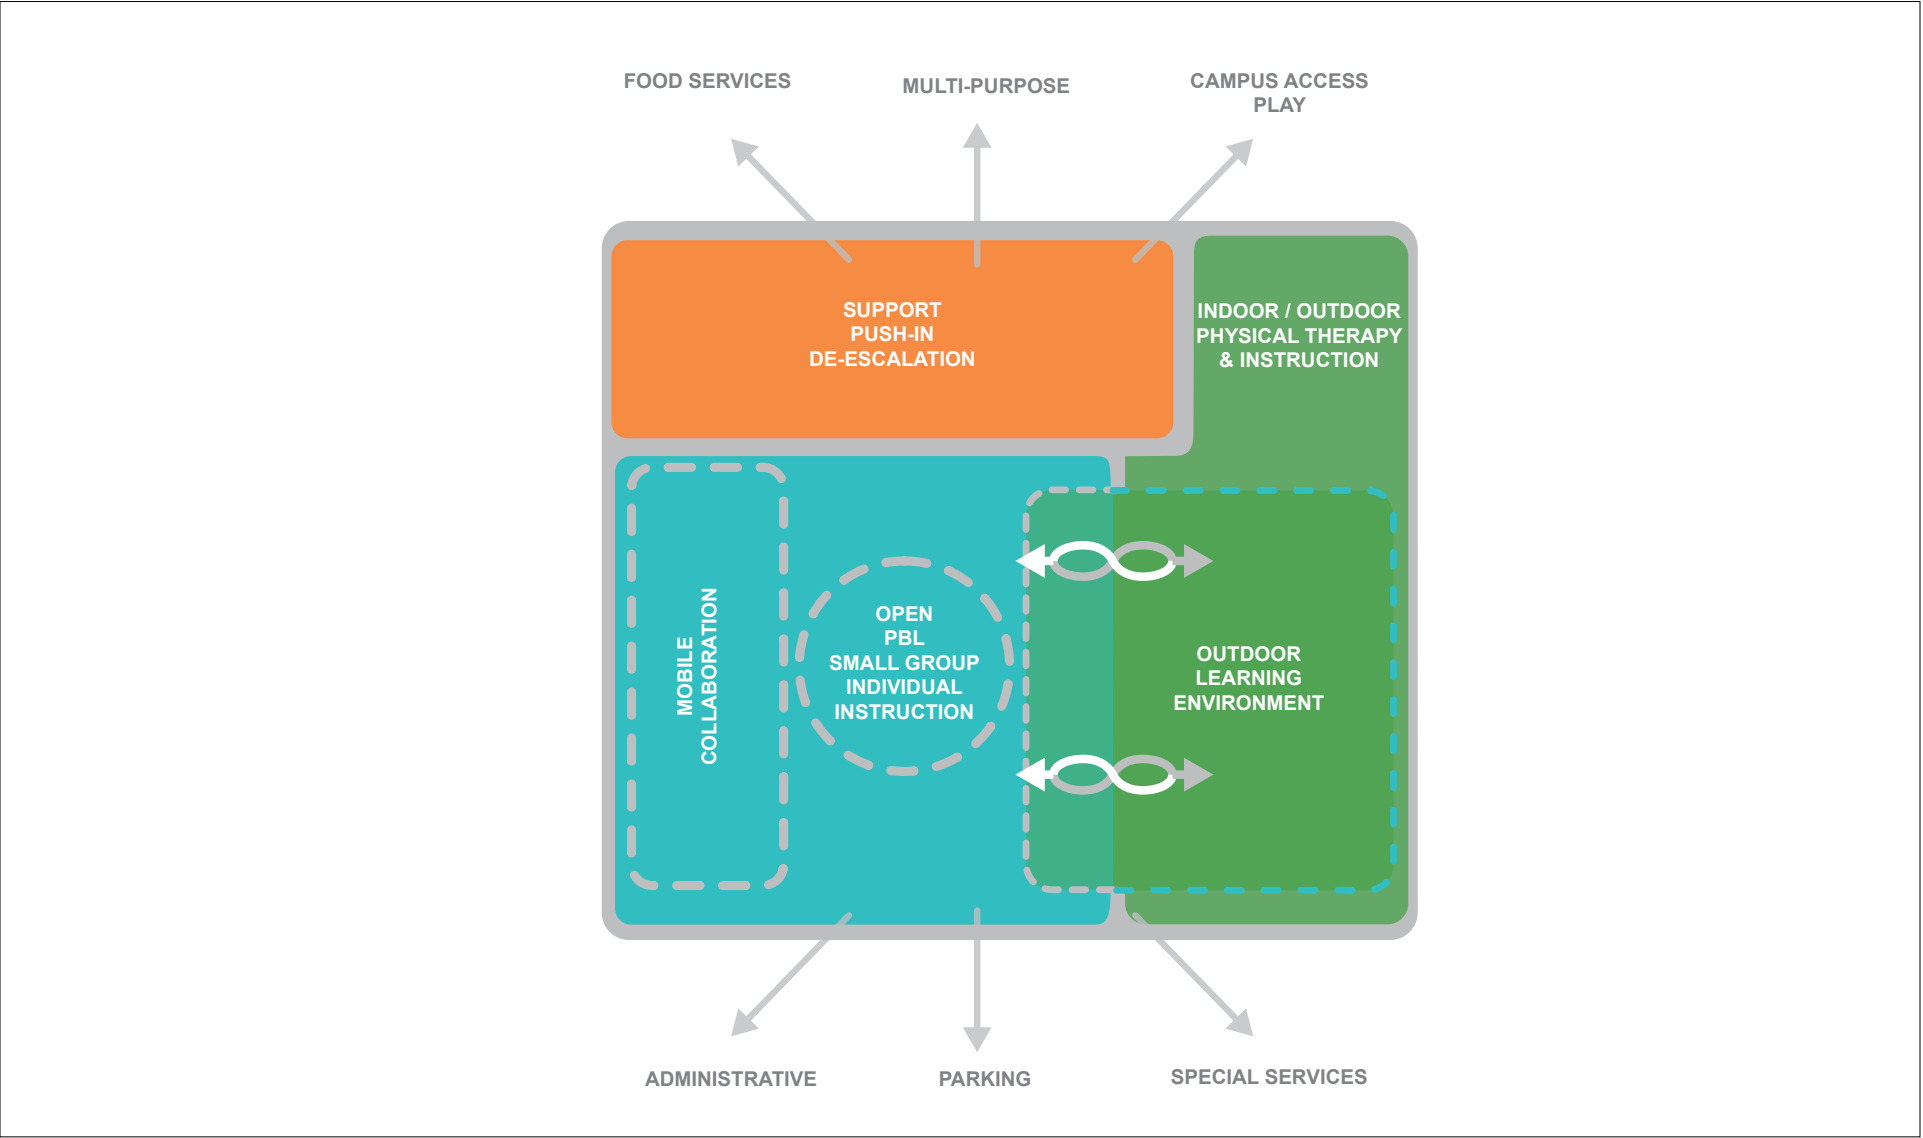 FOOD SERVICES
MULTI-PURPOSE
CAMPUS ACCESS
PLAY
SUPPORT
PUSH-IN
DE-ESCALATION
INDOOR / OUTDOOR
PHYSICAL THERAPY
& INSTRUCTION
MOBILE
COLLABORATION
OPEN
PBL
SMALL GROUP
INDIVIDUAL
INSTRUCTION
OUTDOOR
LEARNING
ENVIRONMENT
ADMINISTRATIVE
PARKING
SPECIAL SERVICES